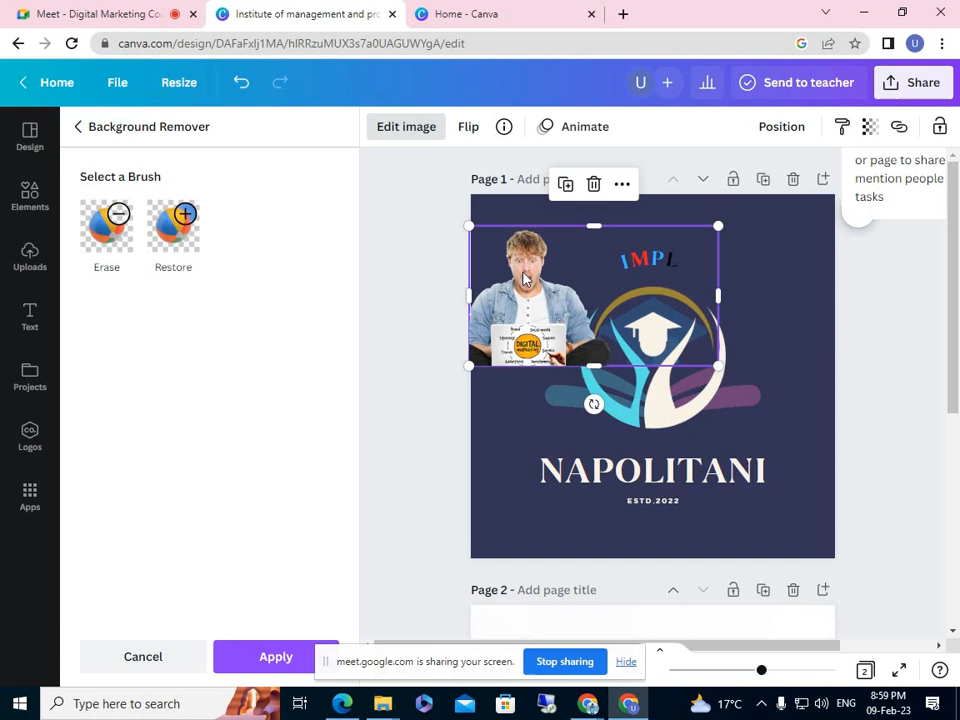 Meet - Digital Marketing Cou
Institute of management and pro
Home - Canva
canva.com/design/DAFaFxIj1MA/hIRRzuMUX3s7a0UAGUWYgA/edit
U
Home
File
Resize
U
Send to teacher
Share
Design
Elements
Uploads
Text
Projects
CO.
Logos
Apps
Background Remover
Select a Brush
Erase
Restore
Cancel
Apply
Edit image
Flip
Animate
Position
or page to share
mention people
tasks
Page 1 - Add p
IMPL
DIGITAL
NAPOLITANI
ESTD.2022
Page 2 - Add page title
meet.google.com is sharing your screen.
Stop sharing
Hide
2
Type here to search
17°C
ENG
8:59 PM
09-Feb-23